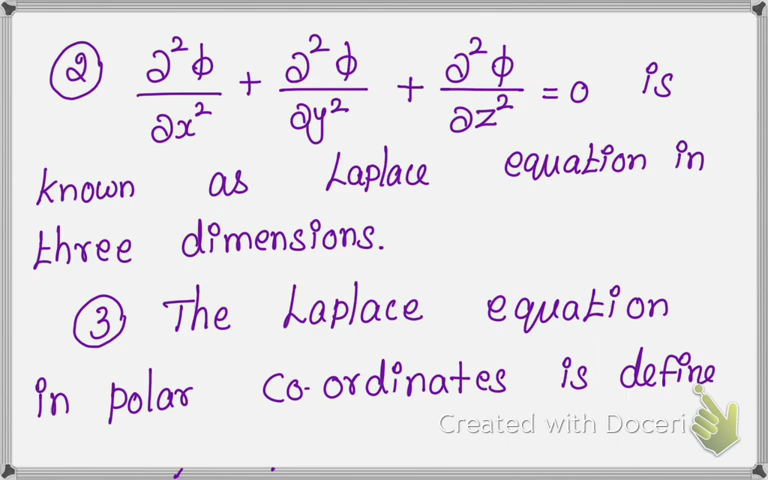 ② ∂²ϕ/∂x² + ∂²ϕ/∂y² + ∂²ϕ/∂z² = 0 is
known as Laplace equation in
three dimensions.
③ The Laplace equation
in polar co-ordinates is define
Created with Doceri